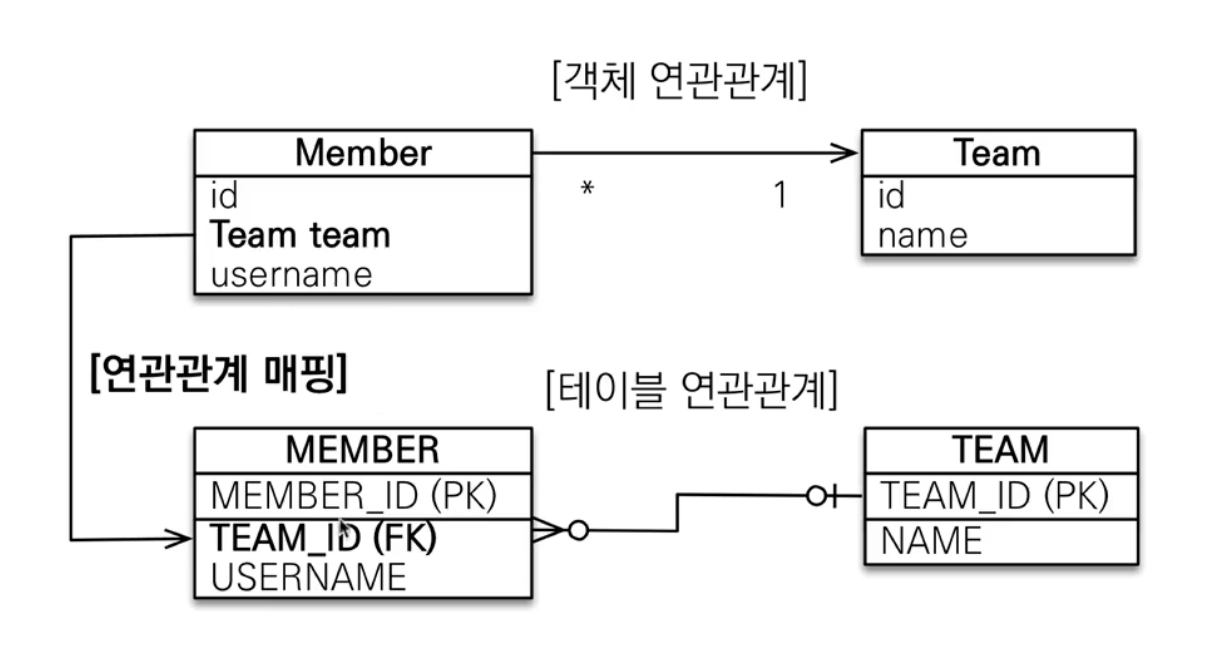 [객체 연관관계]
Member
id
Team team
username
*
1
Team
id
name
[연관관계 매핑]
[테이블 연관관계]
MEMBER
MEMBER_ID (PK)
TEAM_ID (FK)
USERNAME
TEAM
TEAM_ID (PK)
NAME